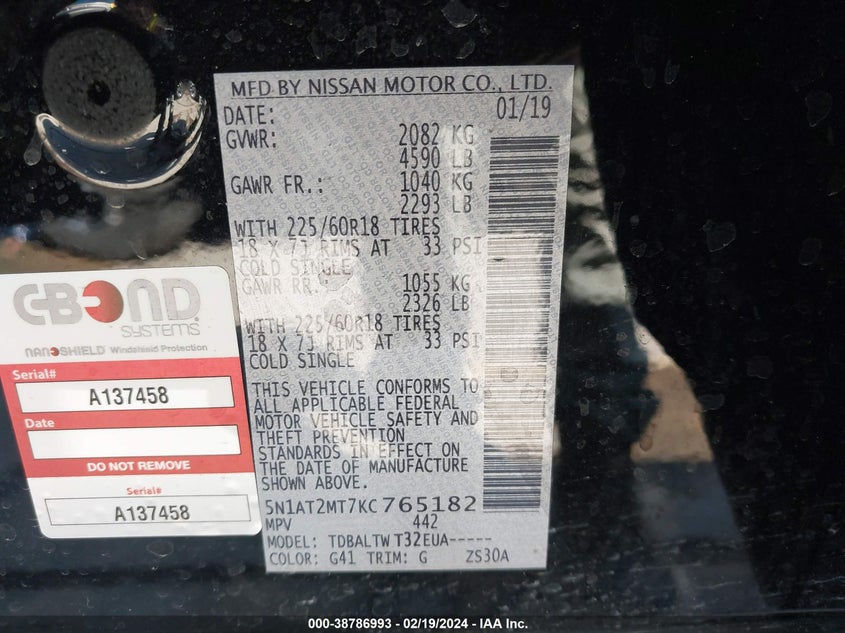 MFD BY NISSAN MOTOR CO., LTD.
DATE: 01/19
GVWR: 2082 KG
4590 LB
GAWR FR.: 1040 KG
2293 LB
WITH 225/60R18 TIRES
18 X 7J RIMS AT 33 PSI
COLD SINGLE
GAWR RR.: 1055 KG
2326 LB
WITH 225/60R18 TIRES
18 X 7J RIMS AT 33 PSI
COLD SINGLE
THIS VEHICLE CONFORMS TO
ALL APPLICABLE FEDERAL
MOTOR VEHICLE SAFETY AND
THEFT PREVENTION
STANDARDS IN EFFECT ON
THE DATE OF MANUFACTURE
SHOWN ABOVE.
5N1AT2MT7KC765182
MPV 442
MODEL: TDBALTW T32EUA-----
COLOR: G41 TRIM: G ZS30A
C-BOND
SYSTEMS
NANOSHIELD Windshield Protection
Serial#
A137458
Date
DO NOT REMOVE
Serial#
A137458
000-38786993 - 02/19/2024 - IAA Inc.